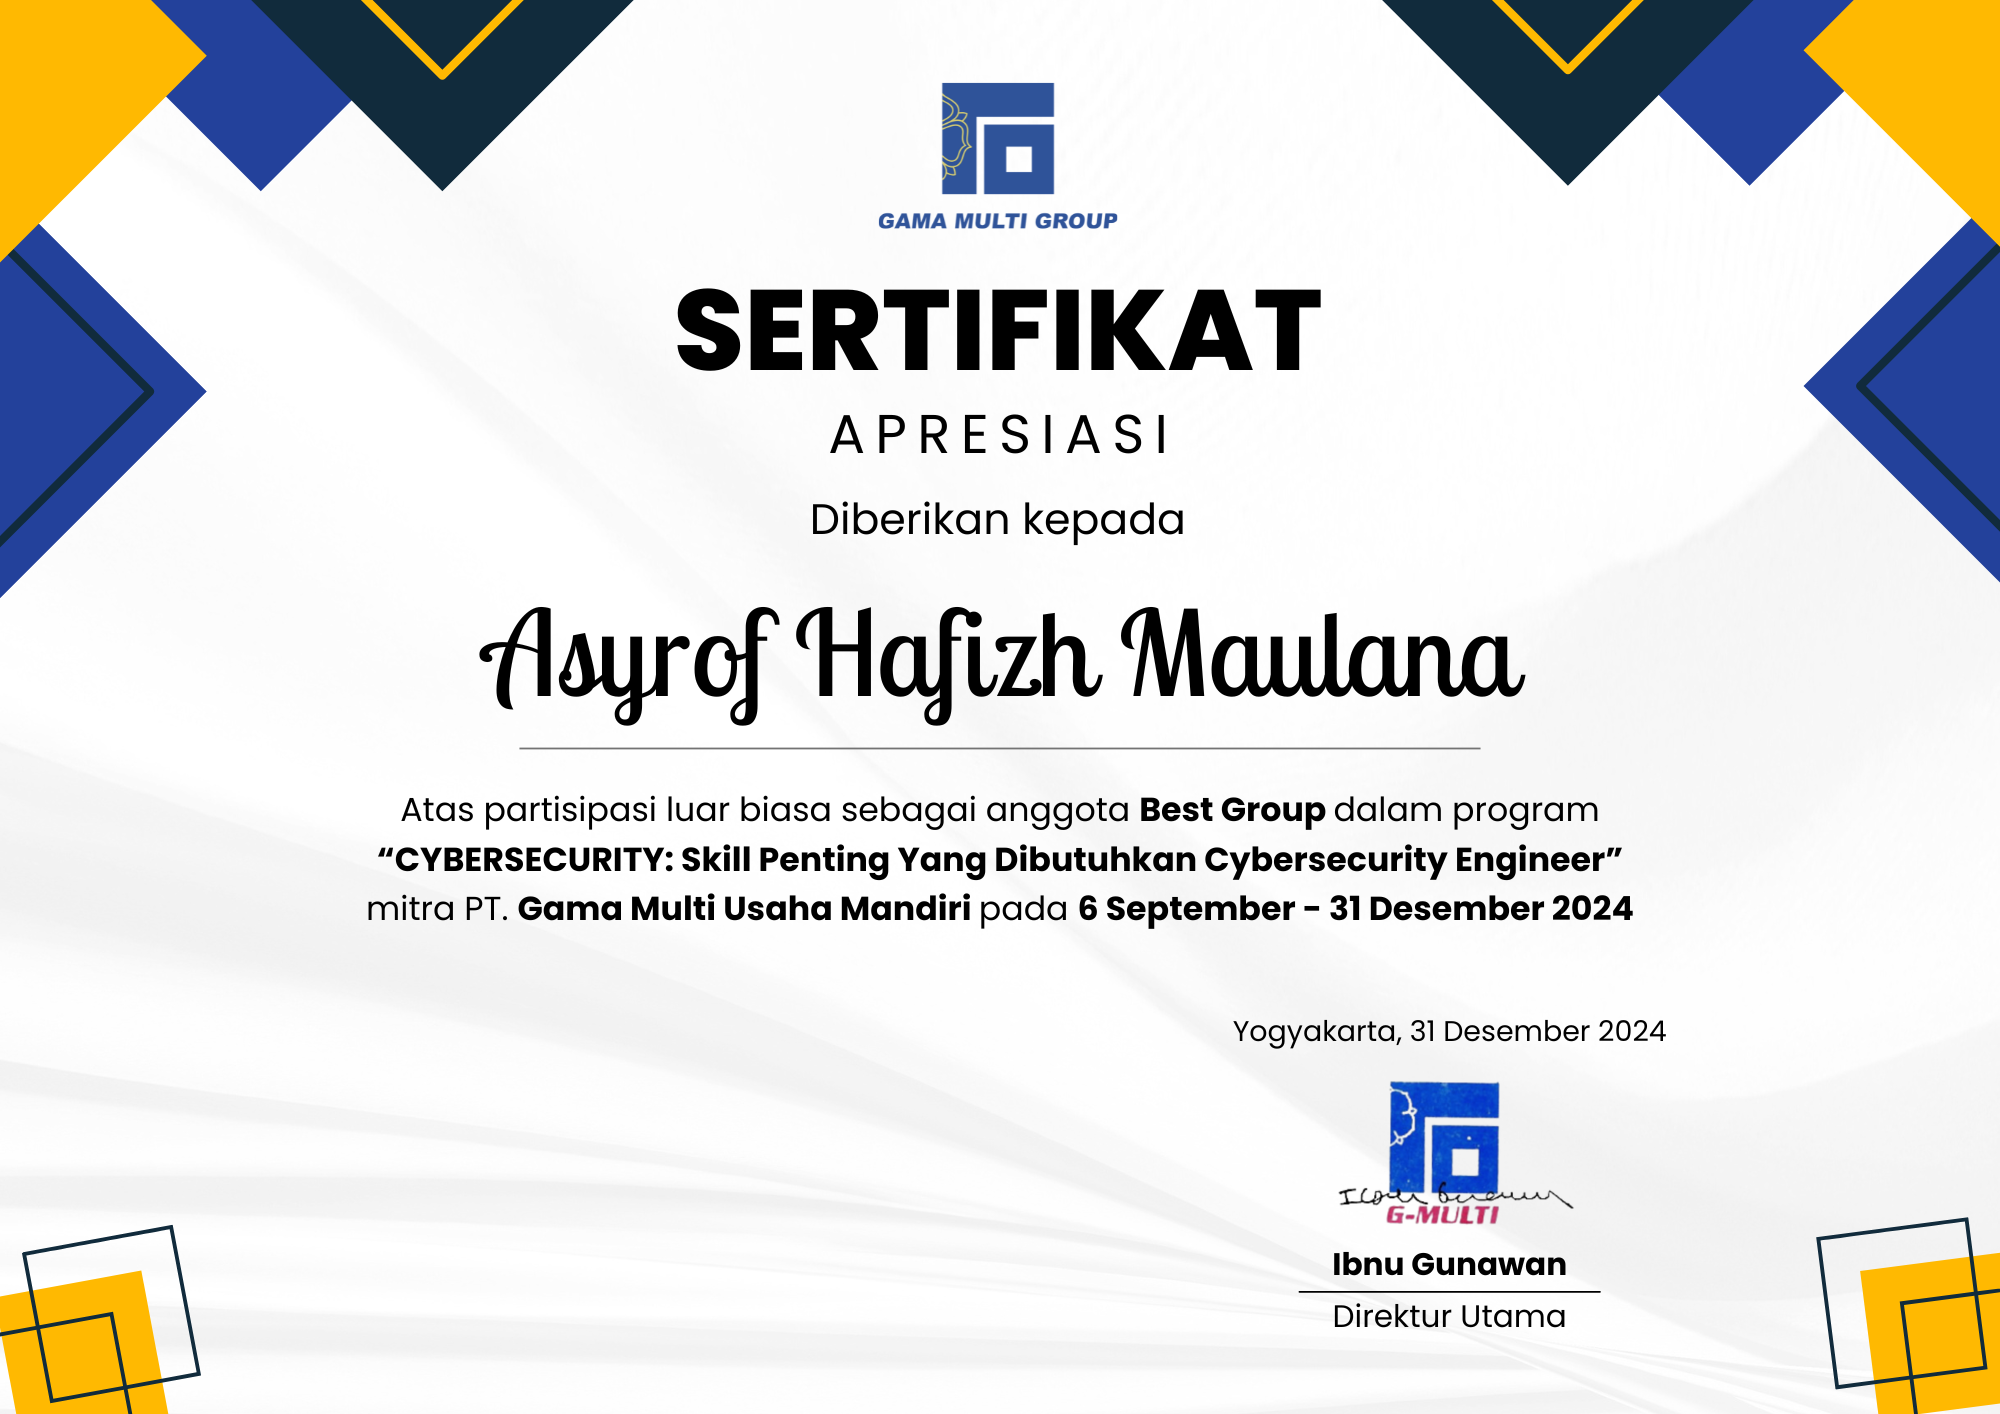 GAMA MULTI GROUP
SERTIFIKAT
APRESIASI
Diberikan kepada
Asyrof Hafizh Maulana
Atas partisipasi luar biasa sebagai anggota Best Group dalam program
“CYBERSECURITY: Skill Penting Yang Dibutuhkan Cybersecurity Engineer”
mitra PT. Gama Multi Usaha Mandiri pada 6 September - 31 Desember 2024
Yogyakarta, 31 Desember 2024
G-MULTI
Ibnu Gunawan
Direktur Utama